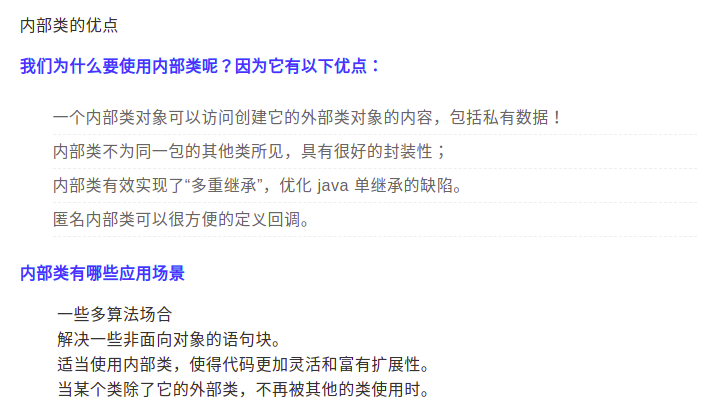 内部类的优点
我们为什么要使用内部类呢？因为它有以下优点：
一个内部类对象可以访问创建它的外部类对象的内容，包括私有数据！
内部类不为同一包的其他类所见，具有很好的封装性；
内部类有效实现了“多重继承”，优化 java 单继承的缺陷。
匿名内部类可以很方便的定义回调。
内部类有哪些应用场景
一些多算法场合
解决一些非面向对象的语句块。
适当使用内部类，使得代码更加灵活和富有扩展性。
当某个类除了它的外部类，不再被其他的类使用时。